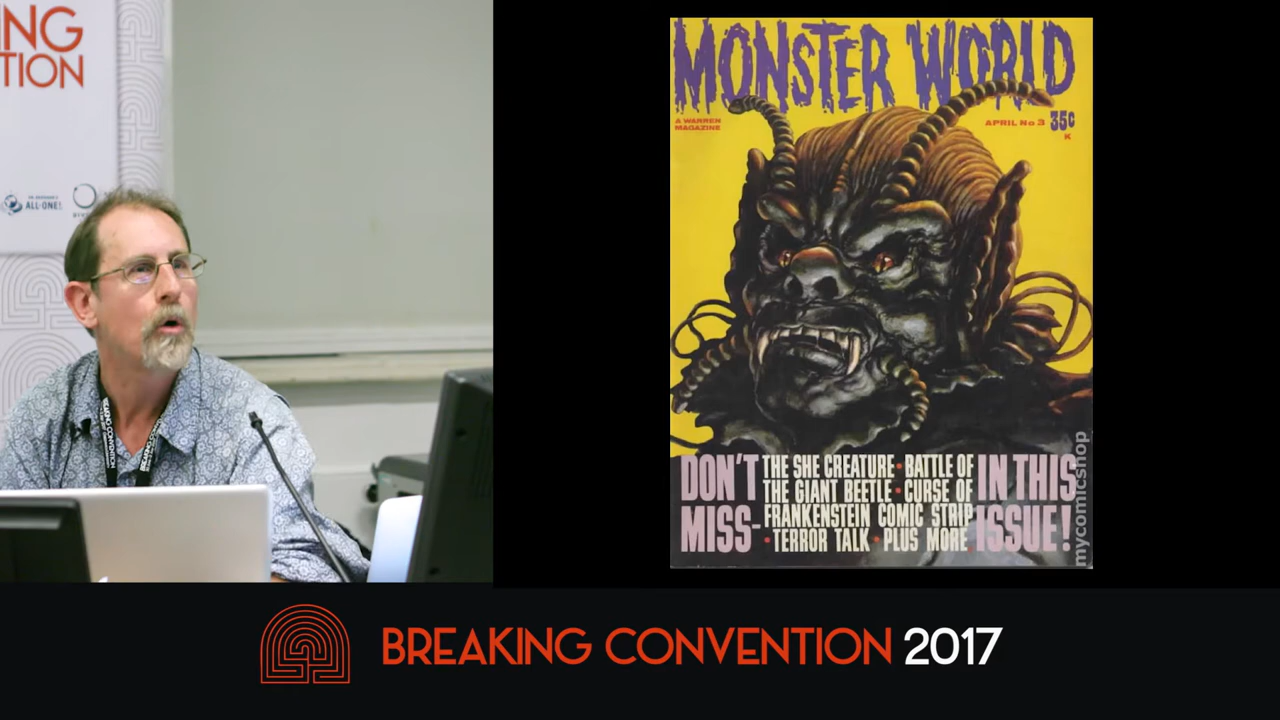 NG
TION
ALL-ONE!
BREAKING CONVENTION
MONSTER WORLD
A WARREN
MAGAZINE
APRIL No 3 35¢
K
DON'T
MISS-
THE SHE CREATURE • BATTLE OF
THE GIANT BEETLE • CURSE OF
FRANKENSTEIN COMIC STRIP
• TERROR TALK • PLUS MORE
IN THIS
ISSUE!
mycomicshop
BREAKING CONVENTION 2017